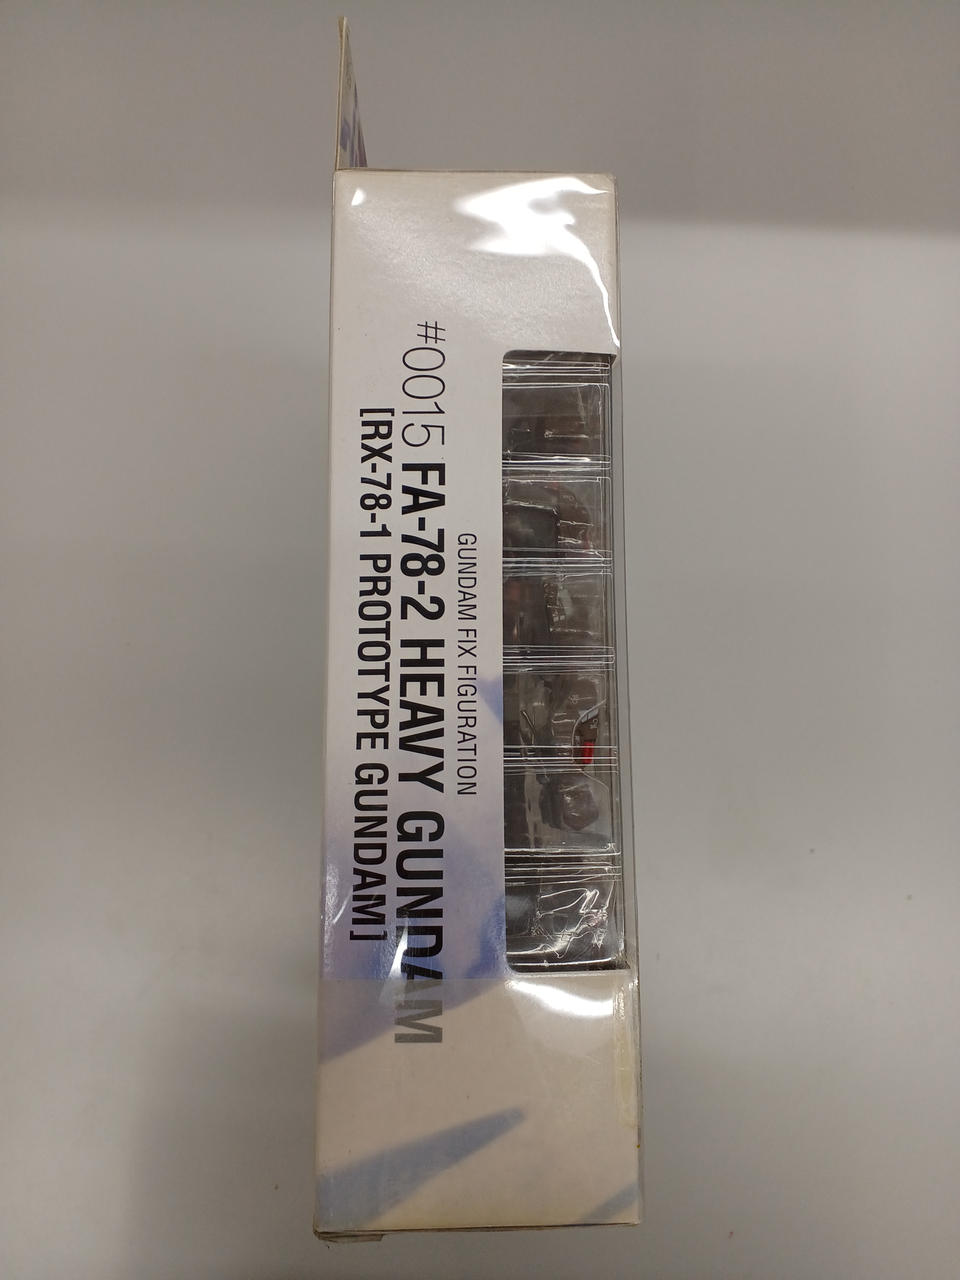 GUNDAM FIX FIGURATION
#0015 FA-78-2 HEAVY GUNDAM
[RX-78-1 PROTOTYPE GUNDAM]